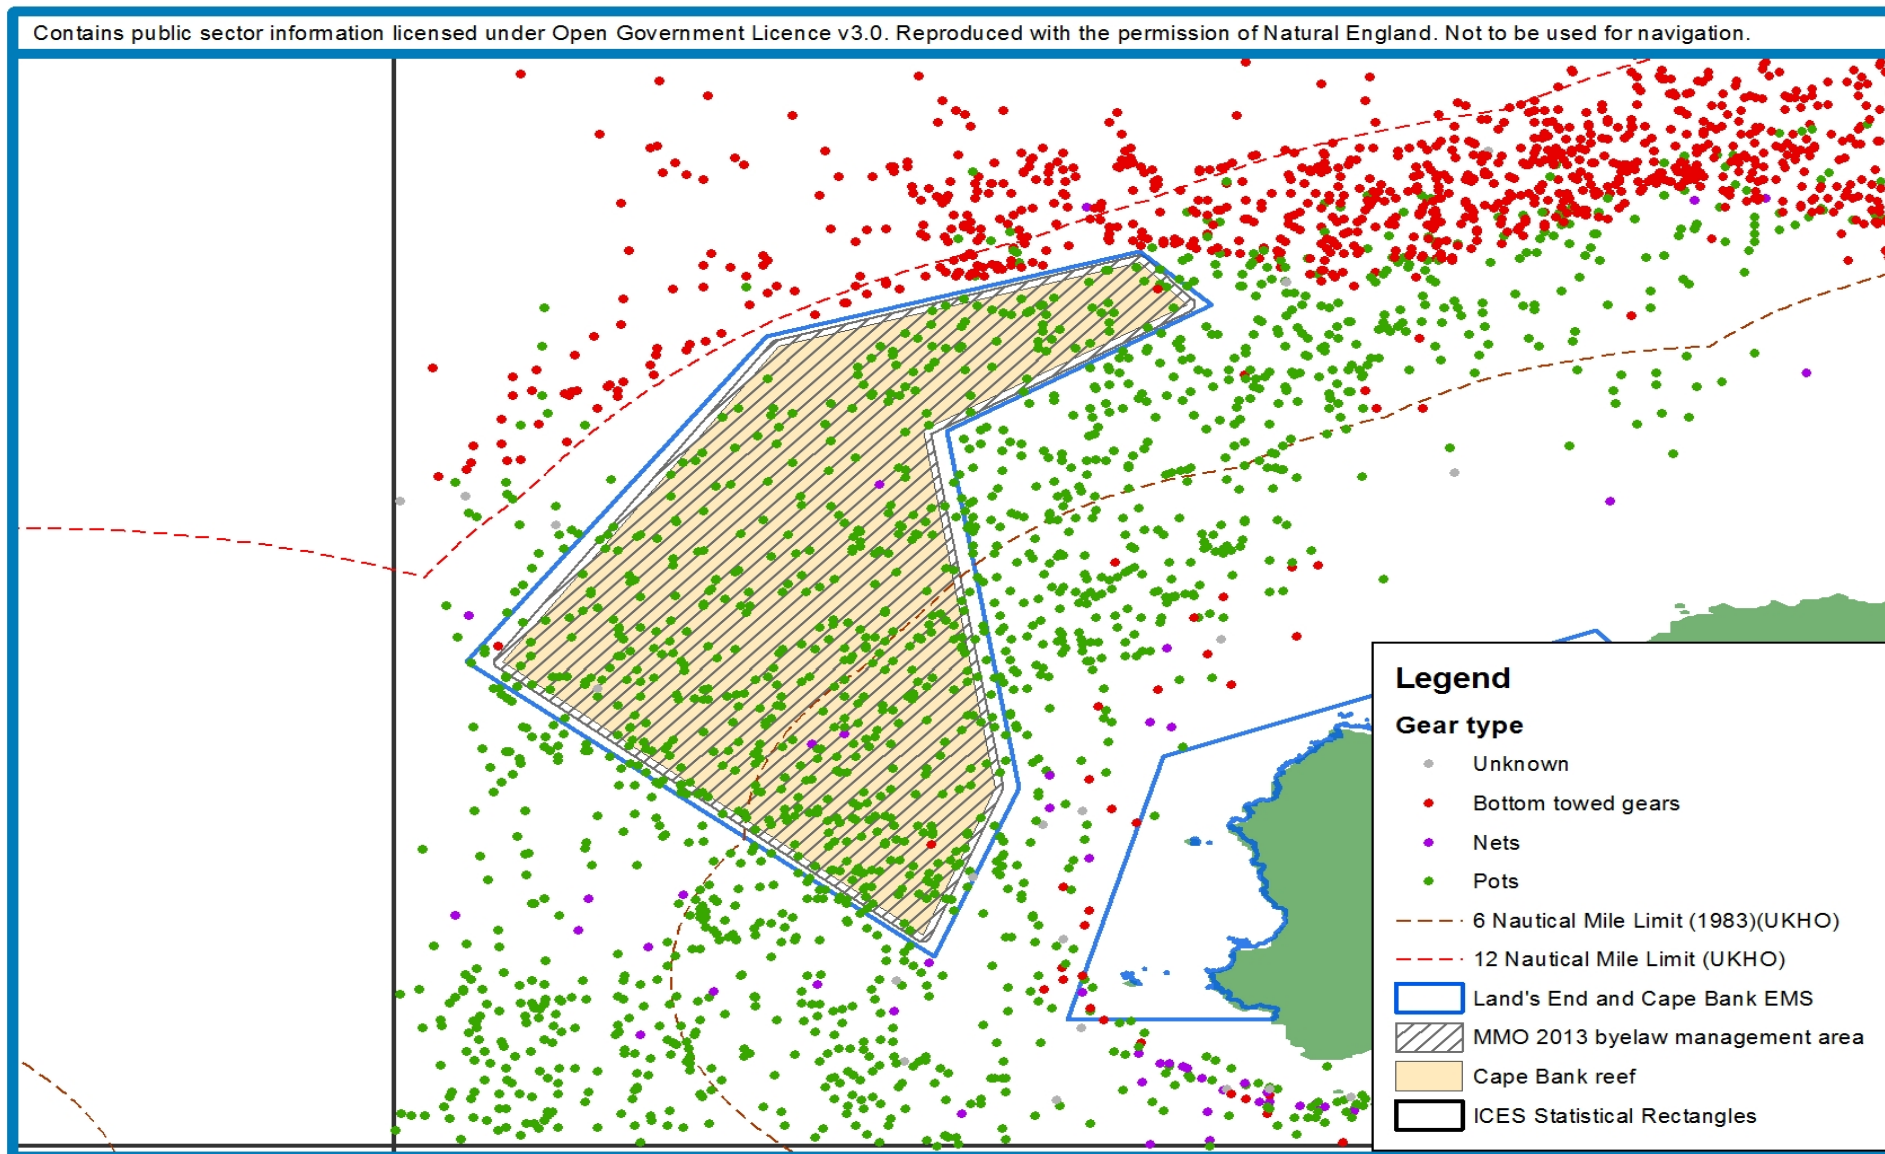 Contains public sector information licensed under Open Government Licence v3.0. Reproduced with the permission of Natural England. Not to be used for navigation.
Legend
Gear type
Unknown
Bottom towed gears
Nets
Pots
6 Nautical Mile Limit (1983)(UKHO)
12 Nautical Mile Limit (UKHO)
Land's End and Cape Bank EMS
MMO 2013 byelaw management area
Cape Bank reef
ICES Statistical Rectangles